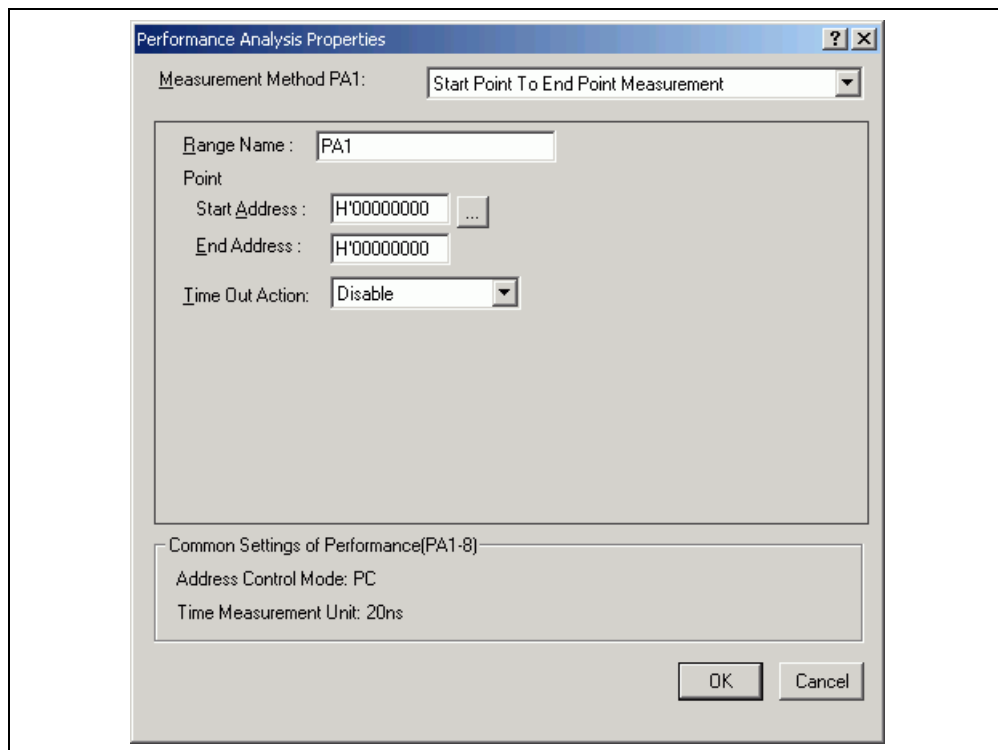 Performance Analysis Properties ?
Measurement Method PA1: Start Point To End Point Measurement
Range Name : PA1
Point
Start Address : H'00000000 ...
End Address : H'00000000
Time Out Action: Disable
Common Settings of Performance(PA1-8)
Address Control Mode: PC
Time Measurement Unit: 20ns
OK Cancel